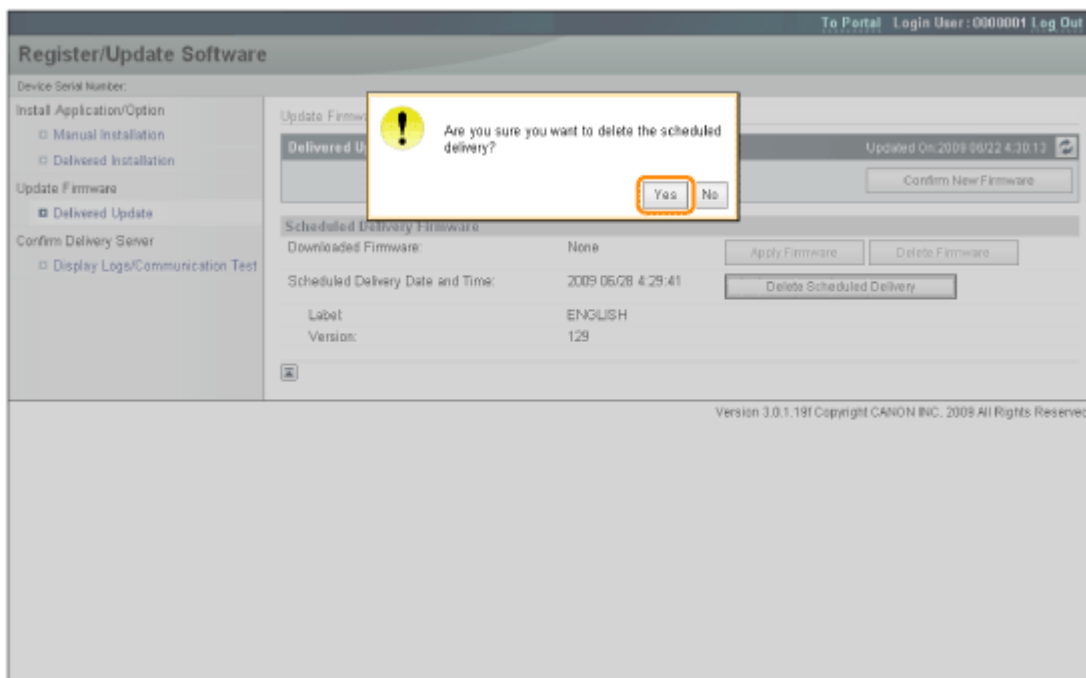 To Portal Login User : 0000001 Log Out
Register/Update Software
Device Serial Number:
Install Application/Option
Manual Installation
Delivered Installation
Update Firmware
Delivered Update
Confirm Delivery Server
Display Logs/Communication Test
Update Firmw
Delivered U
Updated On:2009 06/22 4:30:13
Confirm New Firmware
Are you sure you want to delete the scheduled
delivery?
Yes No
Scheduled Delivery Firmware
Downloaded Firmware: None Apply Firmware Delete Firmware
Scheduled Delivery Date and Time: 2009 06/28 4:29:41 Delete Scheduled Delivery
Label: ENGLISH
Version: 129
Version 3.0.1.19f Copyright CANON INC. 2009 All Rights Reserved